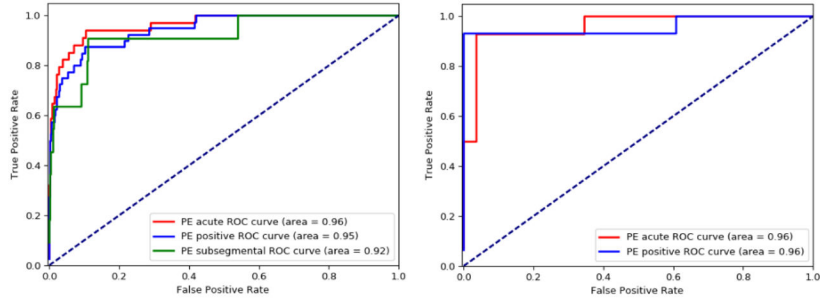 1.0
0.8
0.6
0.4
0.2
0.0
True Positive Rate
PE acute ROC curve (area = 0.96)
PE positive ROC curve (area = 0.95)
PE subsegmental ROC curve (area = 0.92)
0.0 0.2 0.4 0.6 0.8 1.0
False Positive Rate
1.0
0.8
0.6
0.4
0.2
0.0
True Positive Rate
PE acute ROC curve (area = 0.96)
PE positive ROC curve (area = 0.96)
0.0 0.2 0.4 0.6 0.8 1.0
False Positive Rate